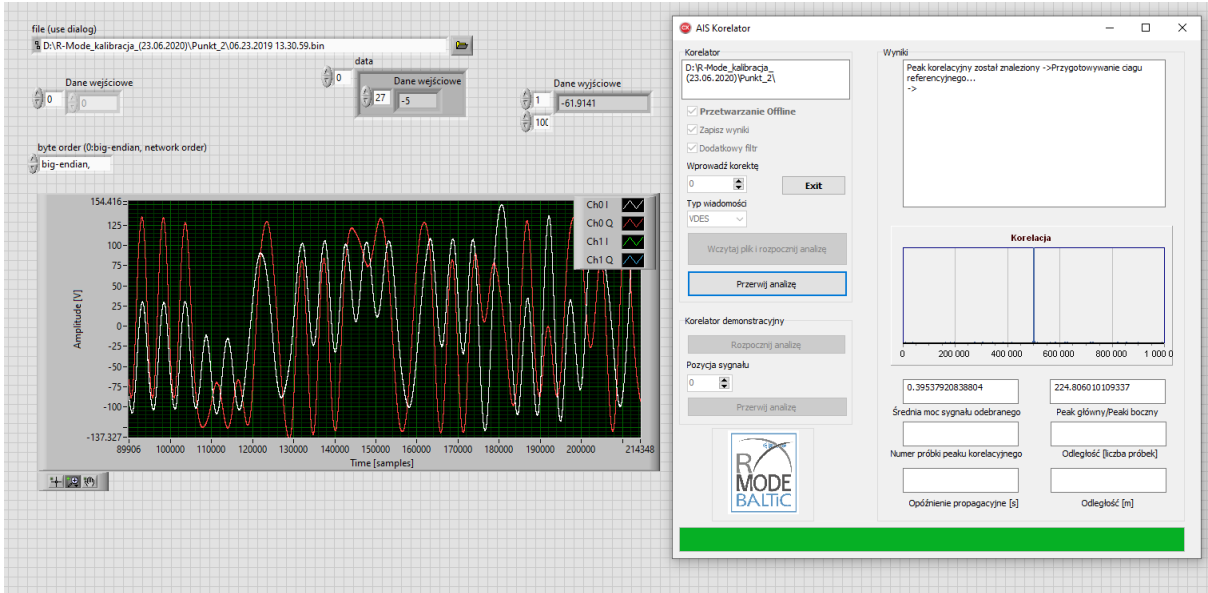 file (use dialog)
D:\R-Mode_kalibracja_(23.06.2020)\Punkt_2\06.23.2019 13.30.59.bin
data
Dane wejściowe
0
0
0
Dane wejściowe
27
-5
Dane wyjściowe
1
-61.9141
100
byte order (0:big-endian, network order)
big-endian,
154.416
125
100
75
50
25
0
-25
-50
-75
-100
-137.327
Amplitude [V]
89906 100000 110000 120000 130000 140000 150000 160000 170000 180000 190000 200000 214348
Time [samples]
Ch0 I
Ch0 Q
Ch1 I
Ch1 Q
AIS Korelator
Korelator
D:\R-Mode_kalibracja_
(23.06.2020)\Punkt_2\
Przetwarzanie Offline
Zapisz wyniki
Dodatkowy filtr
Wprowadź korektę
0
Exit
Typ wiadomości
VDES
Wczytaj plik i rozpocznij analizę
Przerwij analizę
Korelator demonstracyjny
Rozpocznij analizę
Pozycja sygnału
0
Przerwij analizę
R
MODE
BALTiC
Wyniki
Peak korelacyjny został znaleziony ->Przygotowywanie ciagu
referencyjnego...
->
Korelacja
0 200 000 400 000 600 000 800 000 1 000 0
0.39537920838804
224.806010109337
Średnia moc sygnału odebranego
Peak główny/Peaki boczny
Numer próbki peaku korelacyjnego
Odległość [liczba próbek]
Opóźnienie propagacyjne [s]
Odległość [m]